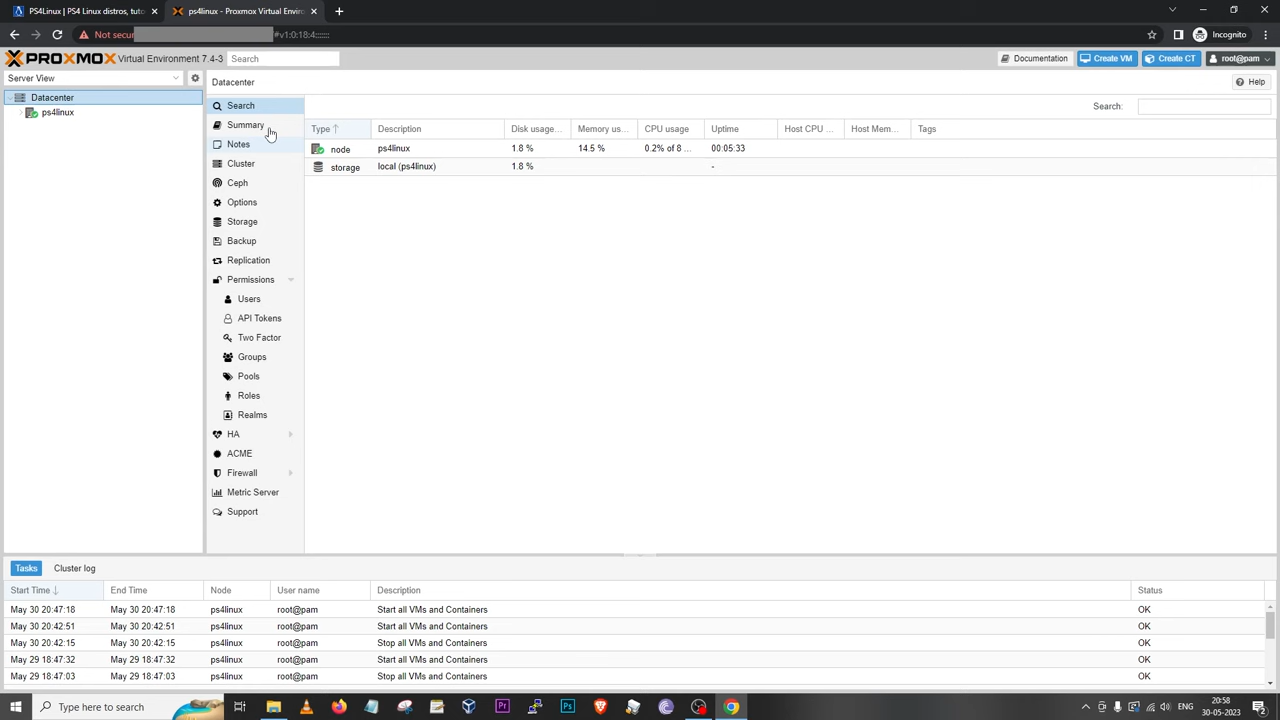 PS4Linux | PS4 Linux distros, tuto
ps4linux - Proxmox Virtual Enviro
Not secur
#v1:0:18:4::::::
Incognito
PROXMOX Virtual Environment 7.4-3
Search
Documentation
Create VM
Create CT
root@pam
Server View
Datacenter
ps4linux
Datacenter
Help
Search
Summary
Notes
Cluster
Ceph
Options
Storage
Backup
Replication
Permissions
Users
API Tokens
Two Factor
Groups
Pools
Roles
Realms
HA
ACME
Firewall
Metric Server
Support
Search:
Type Description Disk usage... Memory us... CPU usage Uptime Host CPU ... Host Mem... Tags
node ps4linux 1.8 % 14.5 % 0.2% of 8 ... 00:05:33
storage local (ps4linux) 1.8 % -
Tasks Cluster log
Start Time End Time Node User name Description Status
May 30 20:47:18 May 30 20:47:18 ps4linux root@pam Start all VMs and Containers OK
May 30 20:42:51 May 30 20:42:51 ps4linux root@pam Start all VMs and Containers OK
May 30 20:42:15 May 30 20:42:15 ps4linux root@pam Stop all VMs and Containers OK
May 29 18:47:32 May 29 18:47:32 ps4linux root@pam Start all VMs and Containers OK
May 29 18:47:03 May 29 18:47:03 ps4linux root@pam Stop all VMs and Containers OK
Type here to search
Pr
Ps
20:58
30-05-2023